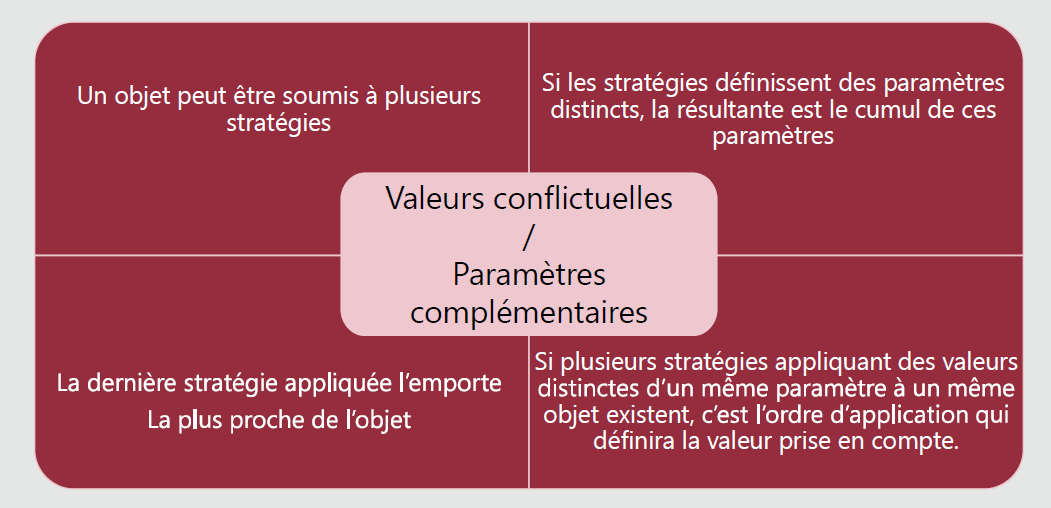 Un objet peut être soumis à plusieurs
stratégies
Si les stratégies définissent des paramètres
distincts, la résultante est le cumul de ces
paramètres
Valeurs conflictuelles
/
Paramètres
complémentaires
La dernière stratégie appliquée l’emporte
La plus proche de l’objet
Si plusieurs stratégies appliquant des valeurs
distinctes d’un même paramètre à un même
objet existent, c’est l’ordre d’application qui
définira la valeur prise en compte.